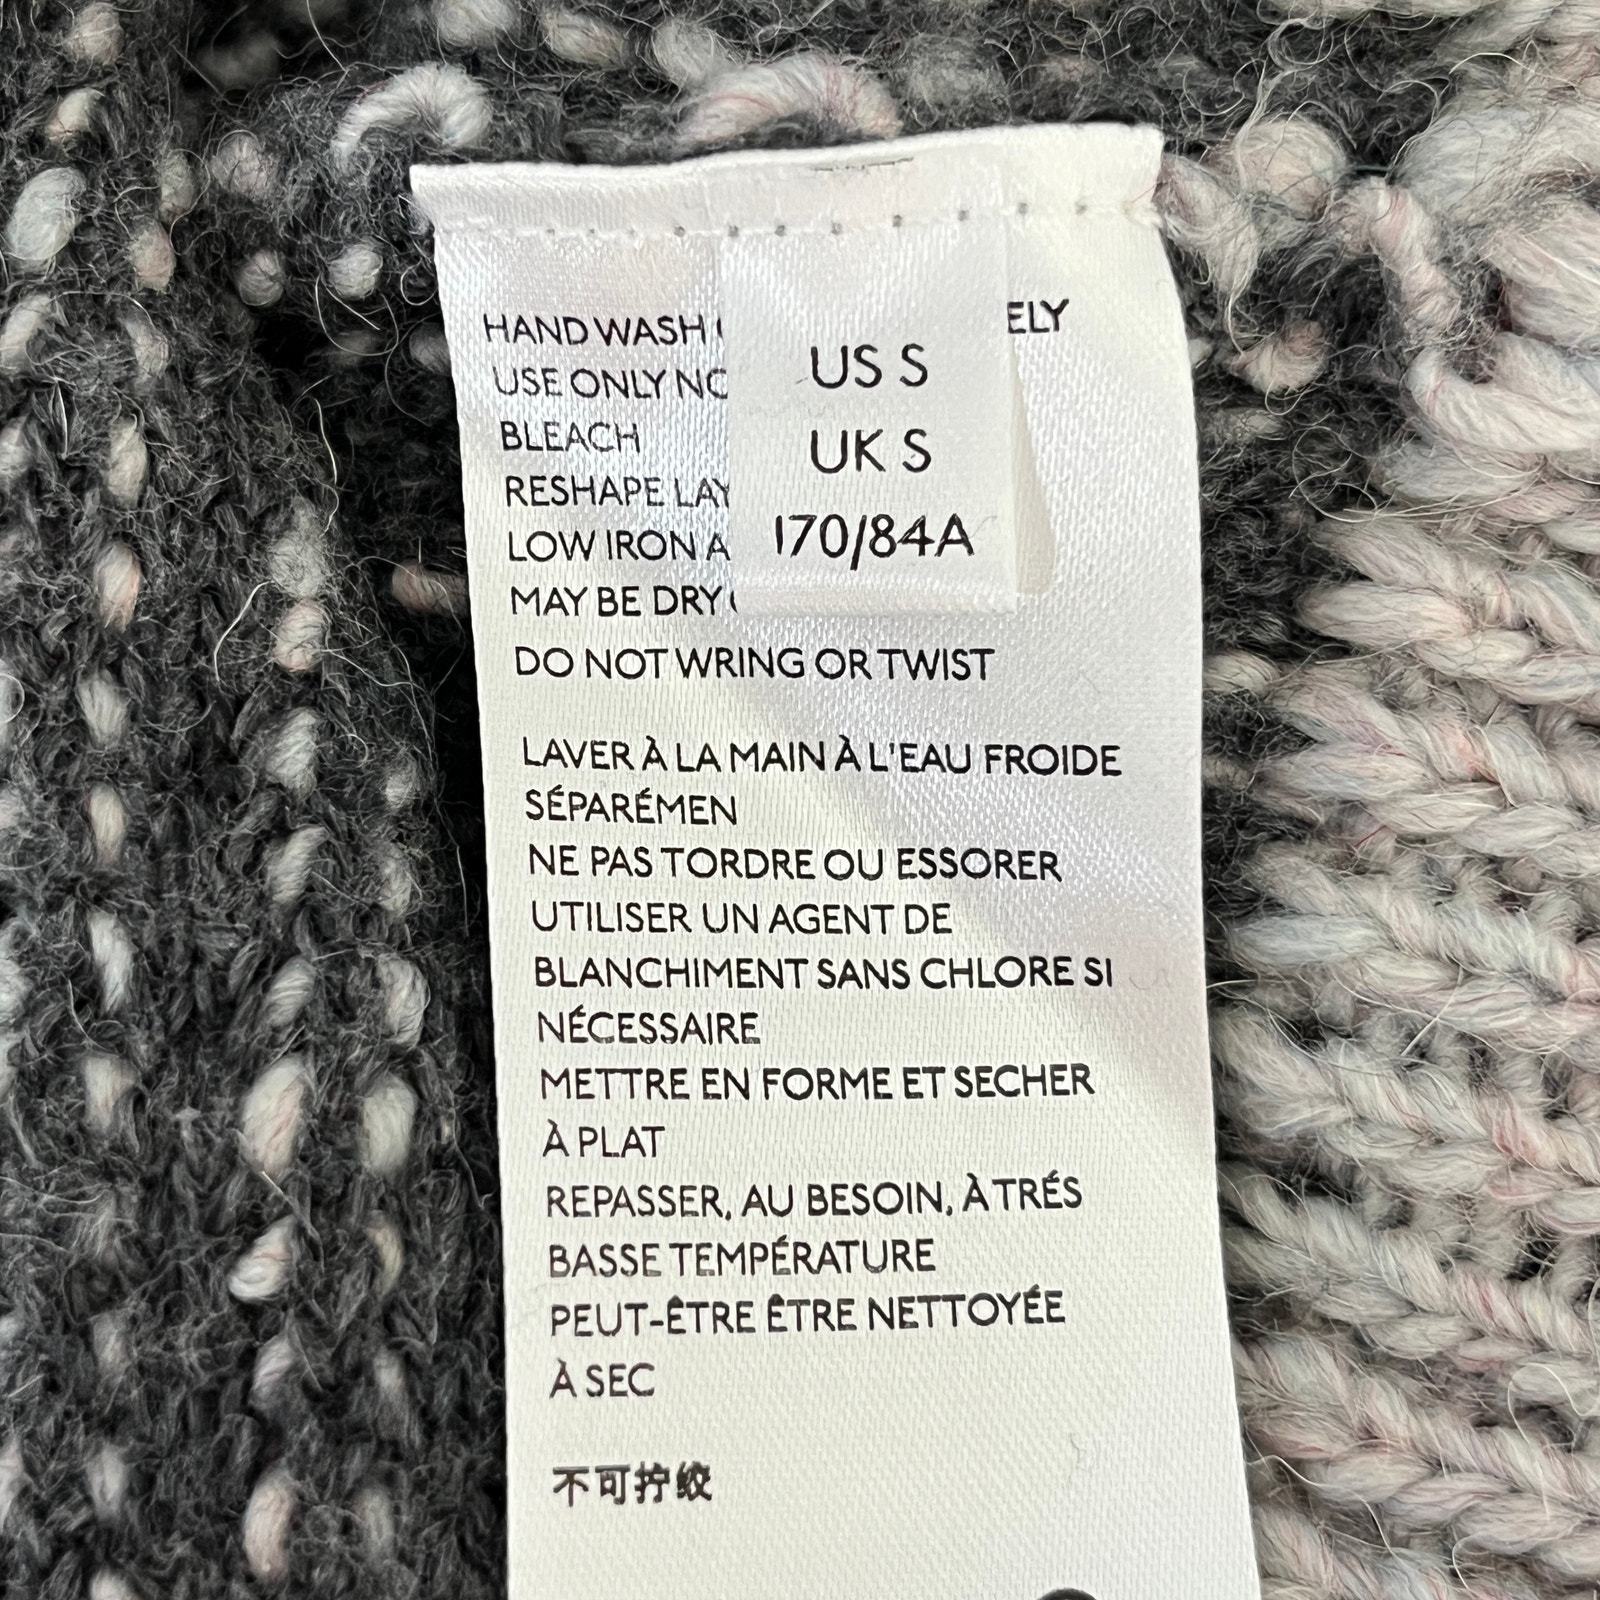 HAND WASH ELY
USE ONLY
BLEACH
RESHAPE LAY
LOW IRON A
MAY BE DRY
DO NOT WRING OR TWIST
US S
UK S
170/84A
LAVER À LA MAIN À L'EAU FROIDE
SÉPARÉMEN
NE PAS TORDRE OU ESSORER
UTILISER UN AGENT DE
BLANCHIMENT SANS CHLORE SI
NÉCESSAIRE
METTRE EN FORME ET SECHER
À PLAT
REPASSER, AU BESOIN, À TRÉS
BASSE TEMPÉRATURE
PEUT-ÊTRE ÊTRE NETTOYÉE
À SEC
不可拧绞